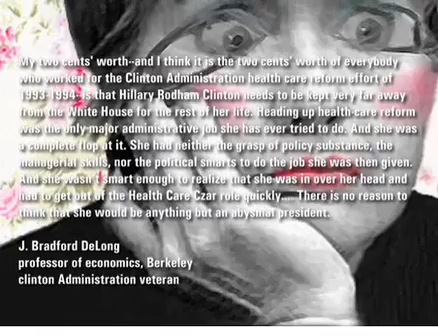 My two cents' worth--and I think it is the two cents' worth of everybody
who worked for the Clinton Administration health care reform effort of
1993-1994--is that Hillary Rodham Clinton needs to be kept very far away
from the White House for the rest of her life. Heading up health-care reform
was the only major administrative job she has ever tried to do. And she was
a complete flop at it. She had neither the grasp of policy substance, the
managerial skills, nor the political smarts to do the job she was then given.
And she wasn't smart enough to realize that she was in over her head and
had to get out of the Health Care Czar role quickly.... There is no reason to
think that she would be anything but an abysmal president.
J. Bradford DeLong
professor of economics, Berkeley
clinton Administration veteran